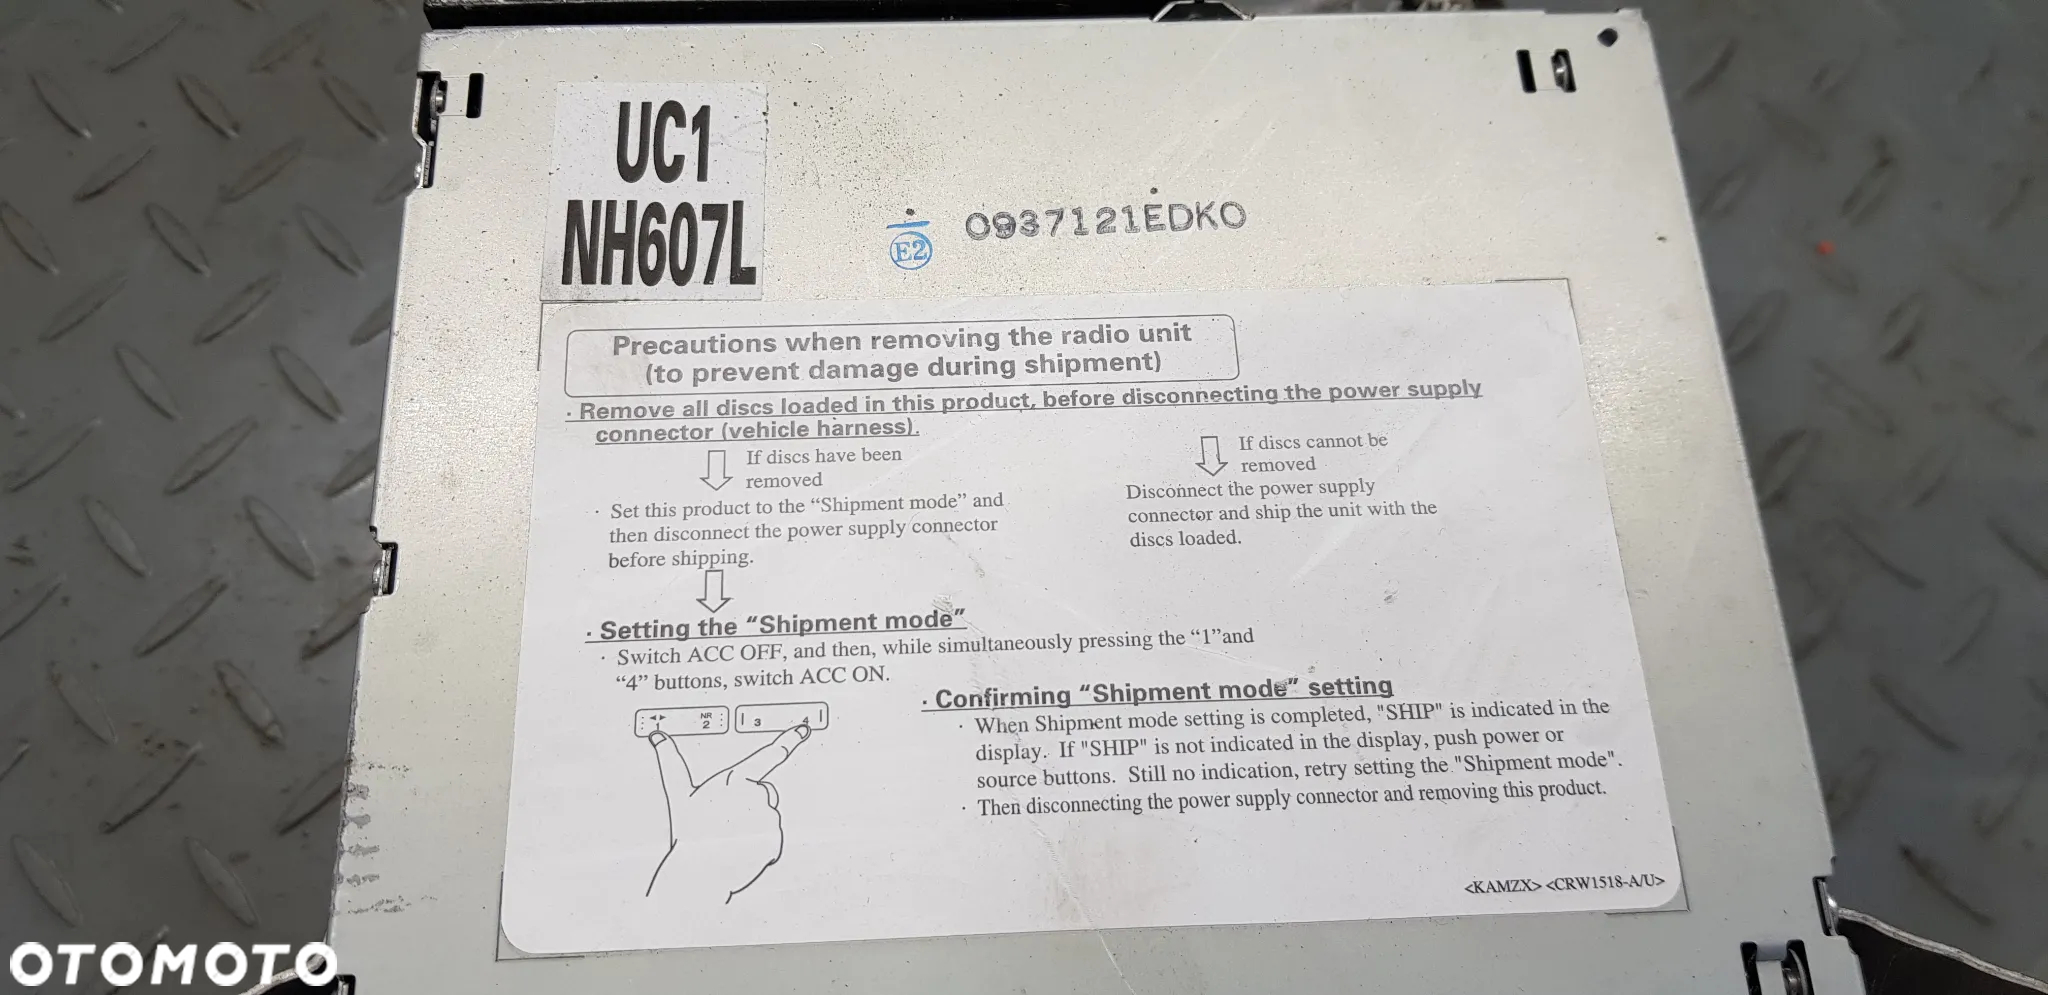 UC1
NH607L
E2
0937121EDK0
Precautions when removing the radio unit
(to prevent damage during shipment)
· Remove all discs loaded in this product, before disconnecting the power supply
connector (vehicle harness).
If discs have been
removed
· Set this product to the “Shipment mode” and
then disconnect the power supply connector
before shipping.
If discs cannot be
removed
Disconnect the power supply
connector and ship the unit with the
discs loaded.
· Setting the “Shipment mode”
· Switch ACC OFF, and then, while simultaneously pressing the “1”and
“4” buttons, switch ACC ON.
1
NR
2
3
4
· Confirming “Shipment mode” setting
· When Shipment mode setting is completed, "SHIP" is indicated in the
display. If "SHIP" is not indicated in the display, push power or
source buttons. Still no indication, retry setting the "Shipment mode".
· Then disconnecting the power supply connector and removing this product.
<KAMZX> <CRW1518-A/U>
OTOMOTO